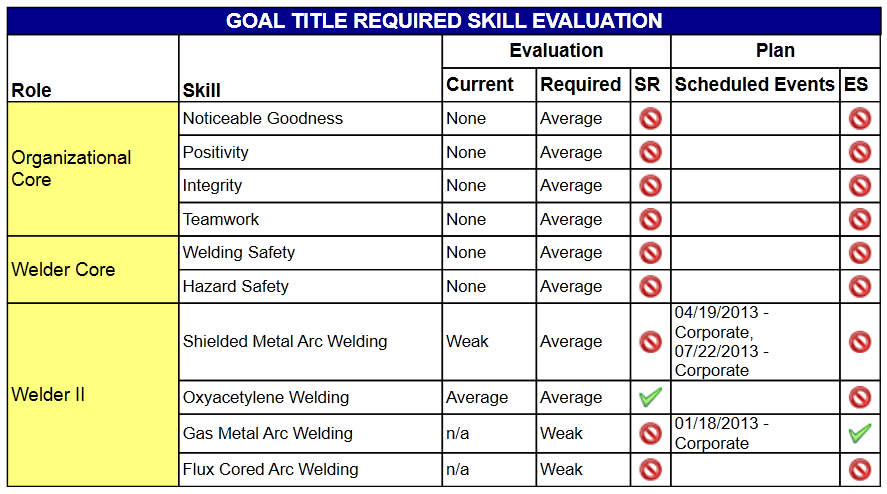 GOAL TITLE REQUIRED SKILL EVALUATION
Evaluation Plan
Role Skill Current Required SR Scheduled Events ES
Organizational
Core
Noticeable Goodness None Average
Positivity None Average
Integrity None Average
Teamwork None Average
Welder Core
Welding Safety None Average
Hazard Safety None Average
Welder II
Shielded Metal Arc Welding Weak Average
04/19/2013 -
Corporate,
07/22/2013 -
Corporate
Oxyacetylene Welding Average Average
Gas Metal Arc Welding n/a Weak
01/18/2013 -
Corporate
Flux Cored Arc Welding n/a Weak